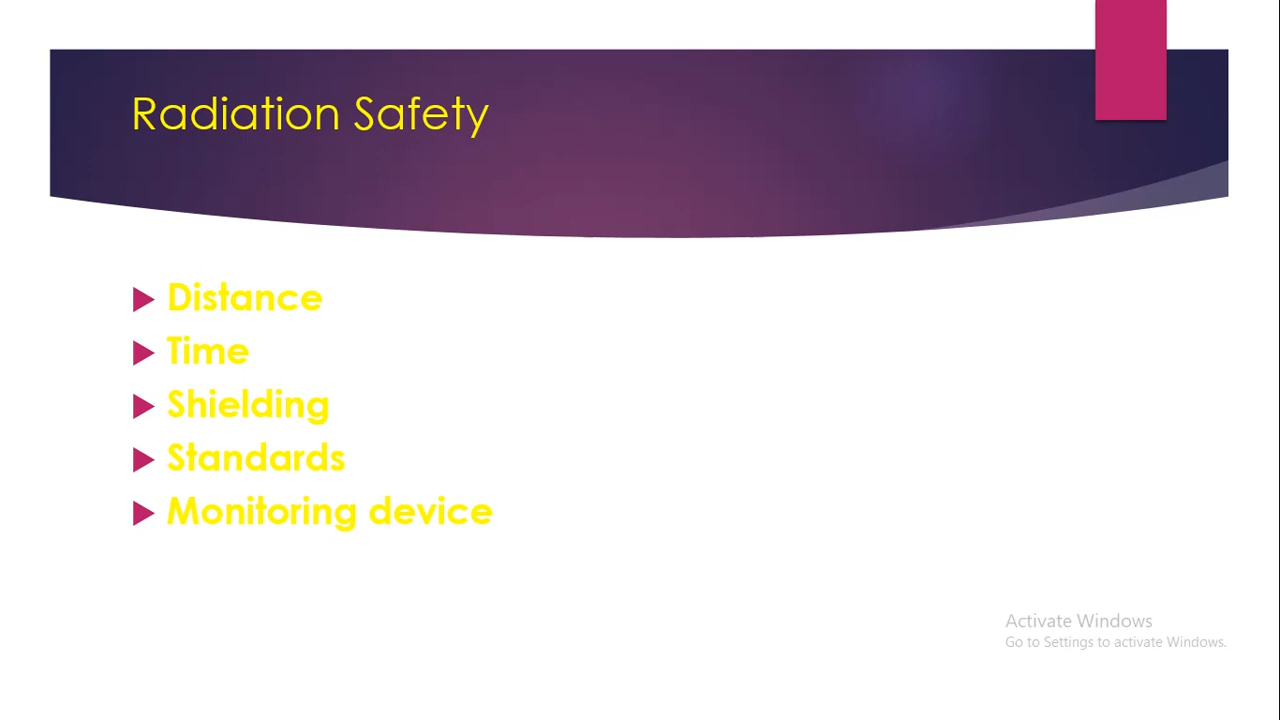 Radiation Safety
Distance
Time
Shielding
Standards
Monitoring device
Activate Windows
Go to Settings to activate Windows.